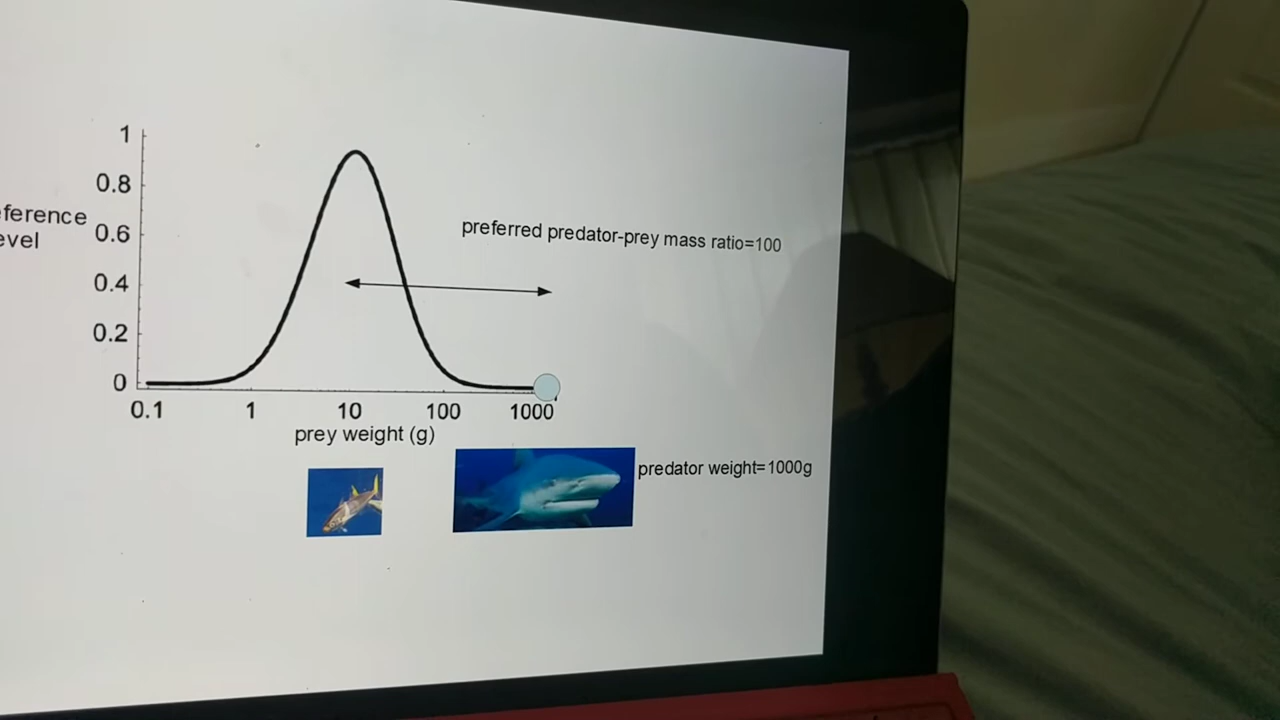 1
0.8
ference
evel
0.6
preferred predator-prey mass ratio=100
0.4
0.2
0
0.1 1 10 100 1000
prey weight (g)
predator weight=1000g